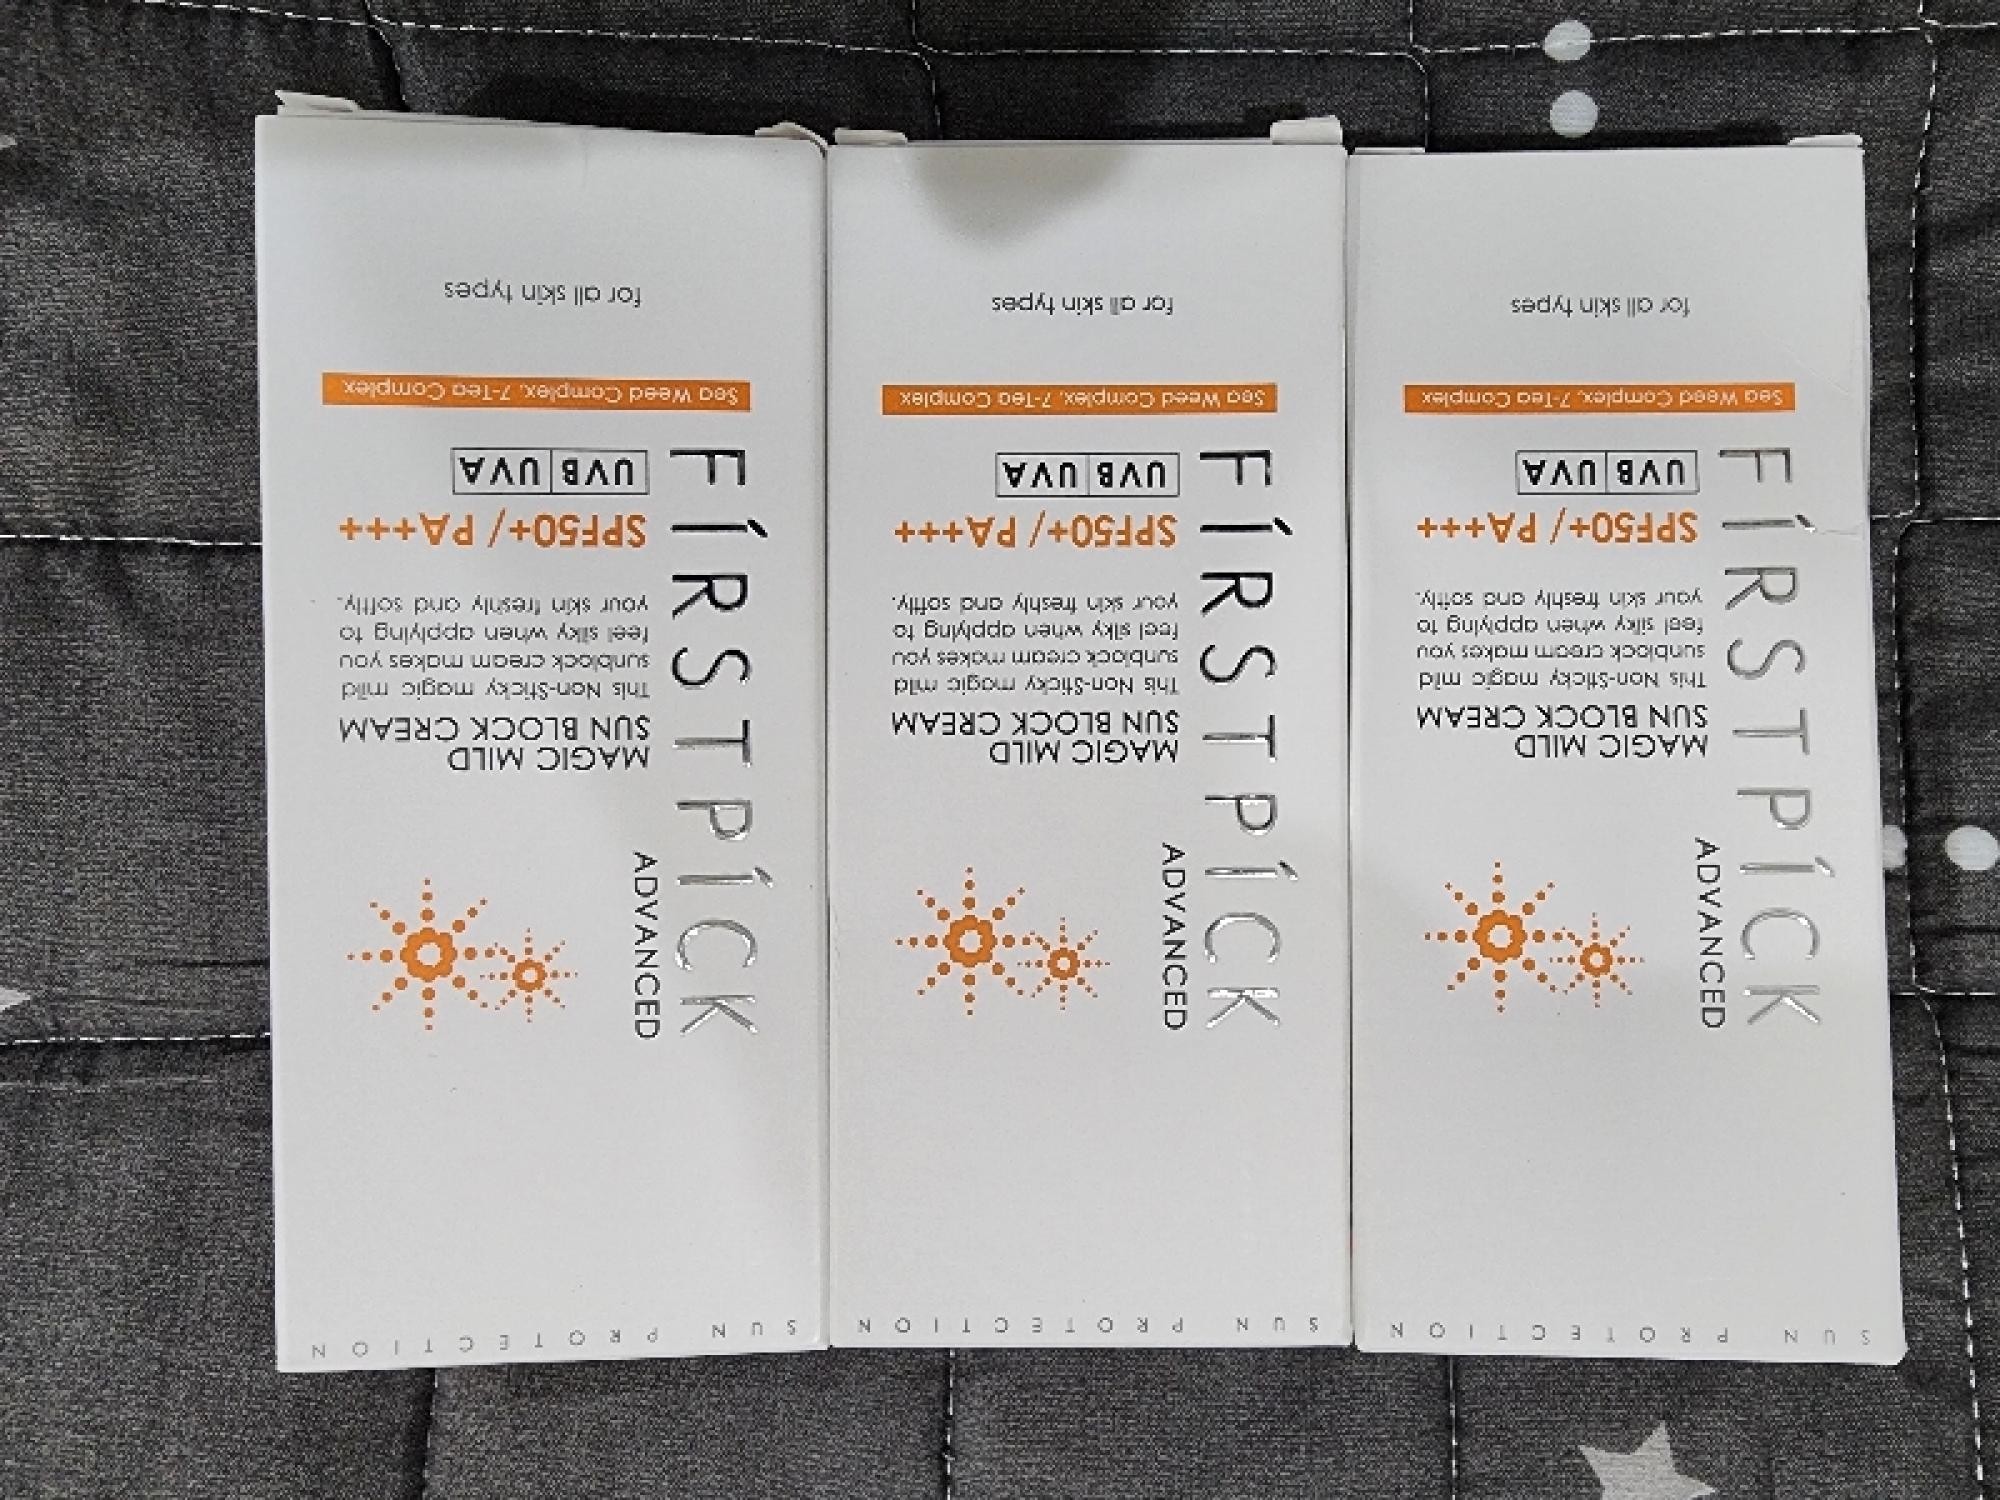 SUN PROTECTION
FÍRSTPÍCK
ADVANCED
MAGIC MILD
SUN BLOCK CREAM
This Non-Sticky magic mild
sunblock cream makes you
feel silky when applying to
your skin freshly and softly.
SPF50+/ PA+++
UVB UVA
Sea Weed Complex, 7-Tea Complex
for all skin types
SUN PROTECTION
FÍRSTPÍCK
ADVANCED
MAGIC MILD
SUN BLOCK CREAM
This Non-Sticky magic mild
sunblock cream makes you
feel silky when applying to
your skin freshly and softly.
SPF50+/ PA+++
UVB UVA
Sea Weed Complex, 7-Tea Complex
for all skin types
SUN PROTECTION
FÍRSTPÍCK
ADVANCED
MAGIC MILD
SUN BLOCK CREAM
This Non-Sticky magic mild
sunblock cream makes you
feel silky when applying to
your skin freshly and softly.
SPF50+/ PA+++
UVB UVA
Sea Weed Complex, 7-Tea Complex
for all skin types